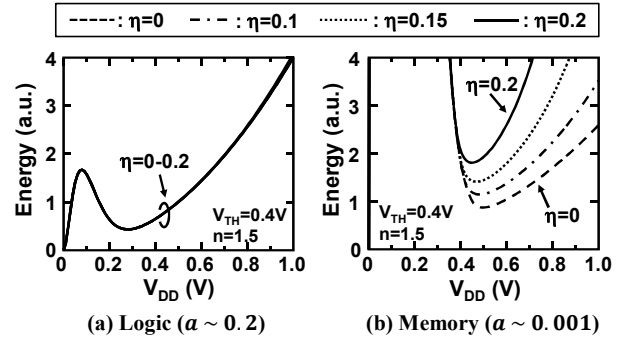 : η=0 : η=0.1 : η=0.15 : η=0.2
Energy (a.u.)
4
3
2
1
0
η=0-0.2
V_TH=0.4V
n=1.5
0 0.2 0.4 0.6 0.8 1.0
V_DD (V)
(a) Logic (a ~ 0.2)
Energy (a.u.)
4
3
2
1
0
η=0.2
V_TH=0.4V
n=1.5
η=0
0 0.2 0.4 0.6 0.8 1.0
V_DD (V)
(b) Memory (a ~ 0.001)